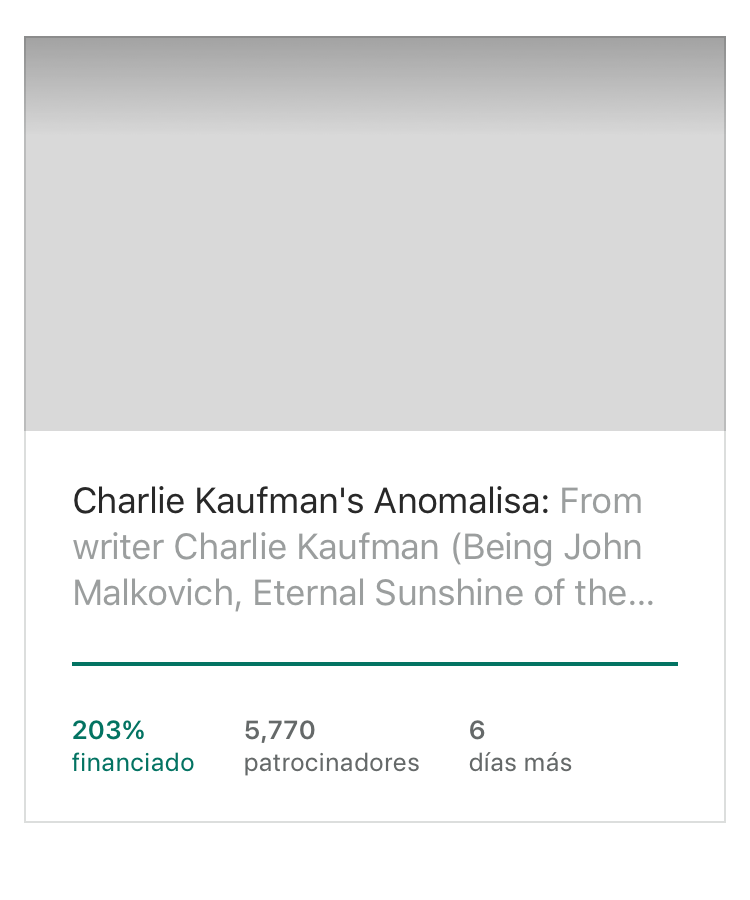 Charlie Kaufman's Anomalisa: From
writer Charlie Kaufman (Being John
Malkovich, Eternal Sunshine of the...
203% 5,770 6
financiado patrocinadores días más